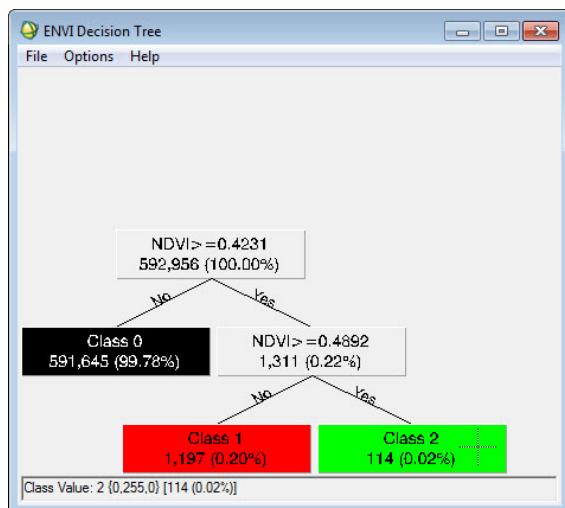 ENVI Decision Tree
File Options Help
NDVI>=0.4231
592,956 (100.00%)
No
Yes
Class 0
591,645 (99.78%)
NDVI>=0.4892
1,311 (0.22%)
No
Yes
Class 1
1,197 (0.20%)
Class 2
114 (0.02%)
Class Value: 2 {0,255,0} [114 (0.02%)]